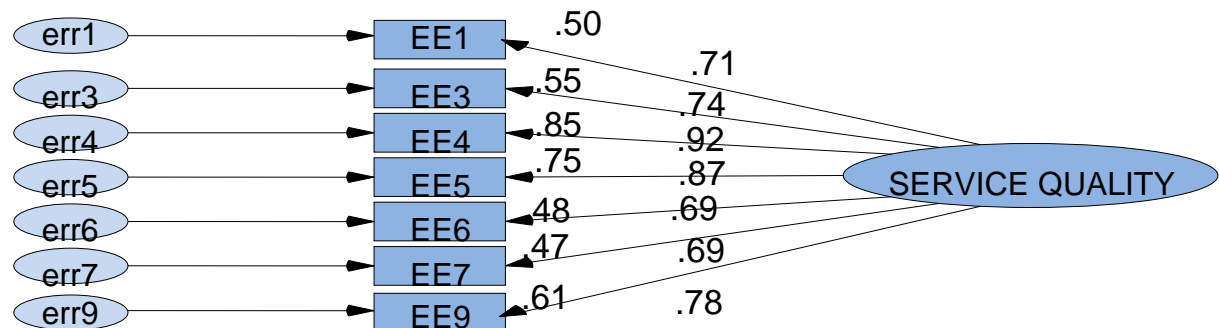 err1 EE1 .50
.71
err3 EE3 .55 .74
err4 EE4 .85 .92
err5 EE5 .75 .87 SERVICE QUALITY
err6 EE6 .48 .69
err7 EE7 .47 .69
err9 EE9 .61 .78